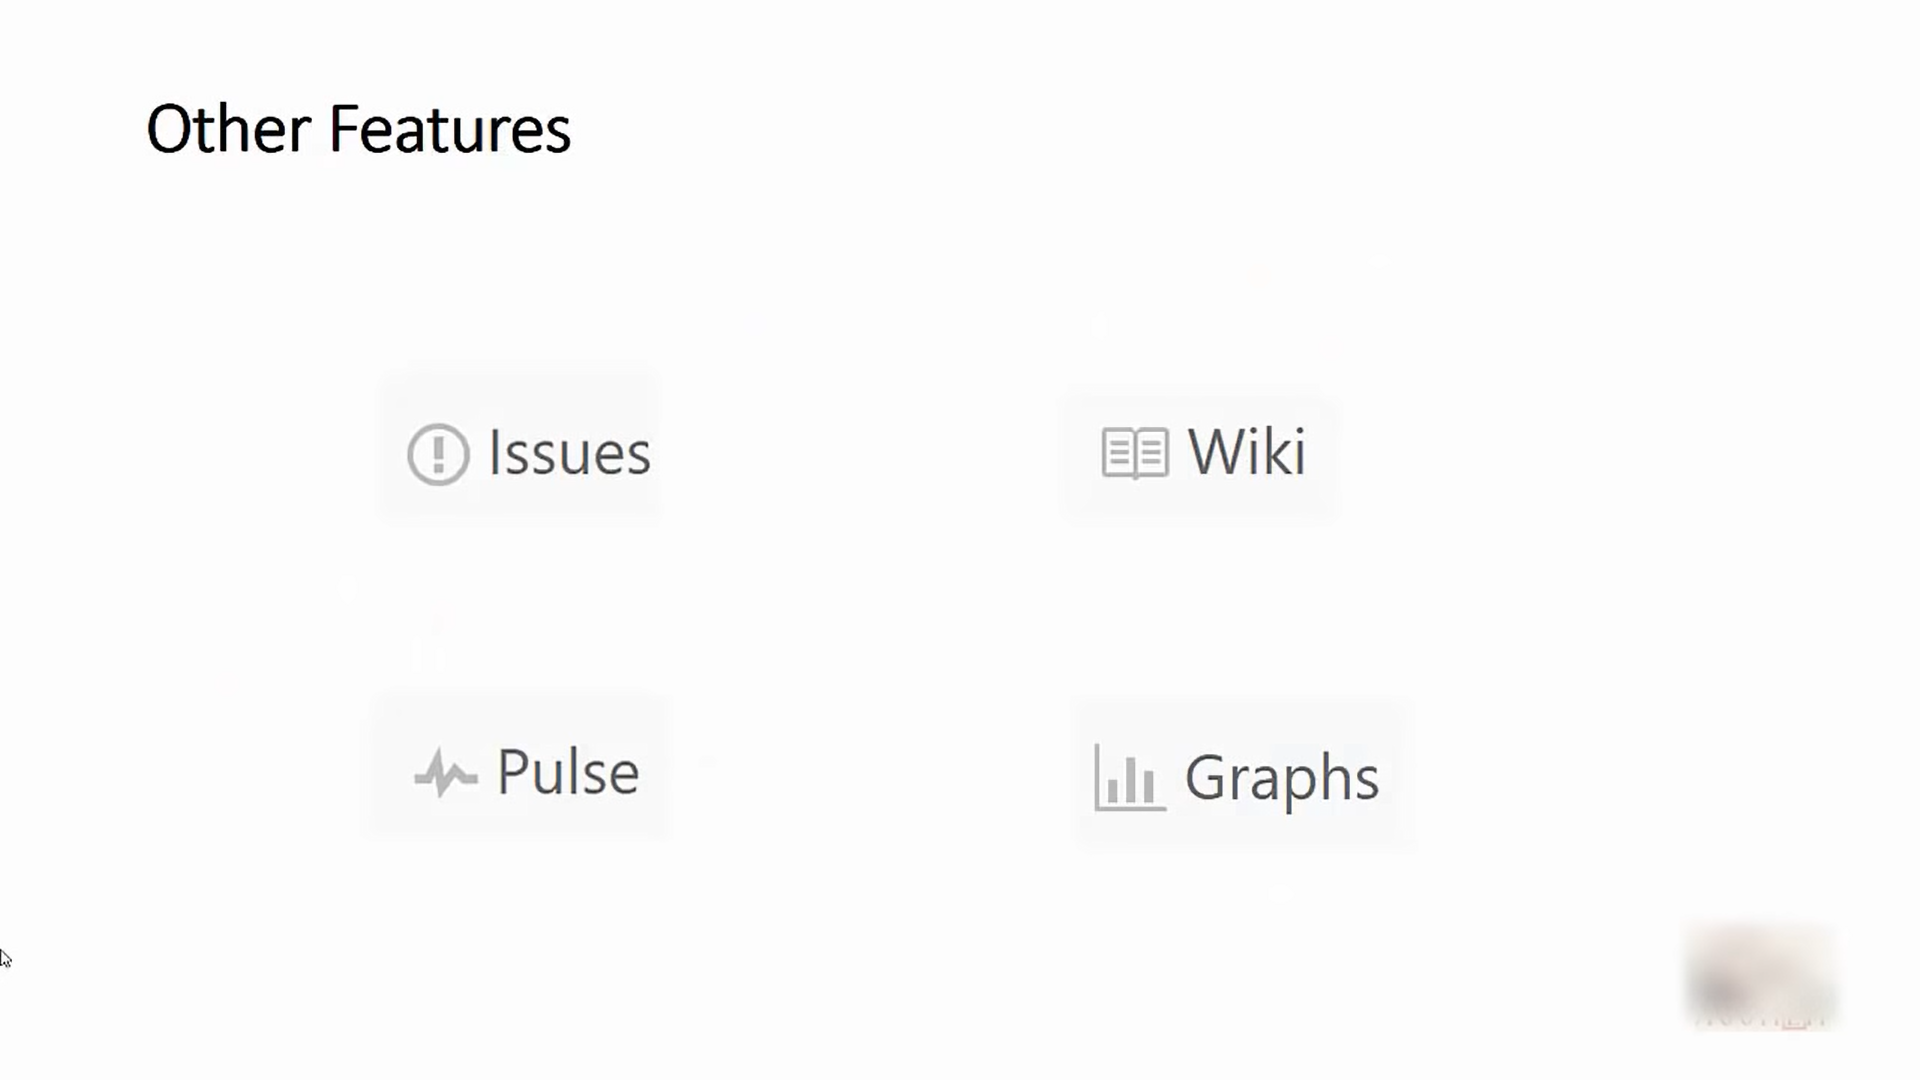 Other Features
Issues
Wiki
Pulse
Graphs